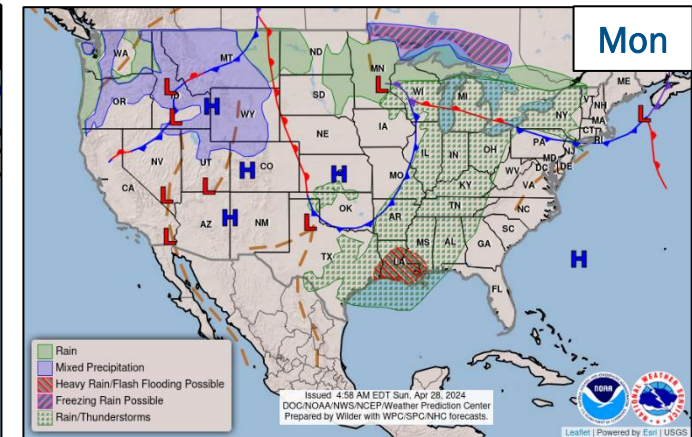 Mon
WA
MT
ND
MN
ME
OR
ID
H
L
L
WY
SD
L
WI
MI
VT
NH
NY
MA
CT
RI
L
NV
UT
H
CO
NE
IA
IL
IN
OH
PA
NJ
MD
DE
DC
WV
VA
CA
L
L
H
MO
KY
L
AZ
H
NM
OK
AR
TN
NC
L
SC
TX
LA
MS
AL
GA
H
FL
Rain
Mixed Precipitation
Heavy Rain/Flash Flooding Possible
Freezing Rain Possible
Rain/Thunderstorms
Issued 4:58 AM EDT Sun, Apr 28, 2024
DOC/NOAA/NWS/NCEP/Weather Prediction Center
Prepared by Wilder with WPC/SPC/NHC forecasts.
NOAA
Leaflet | Powered by Esri | USGS